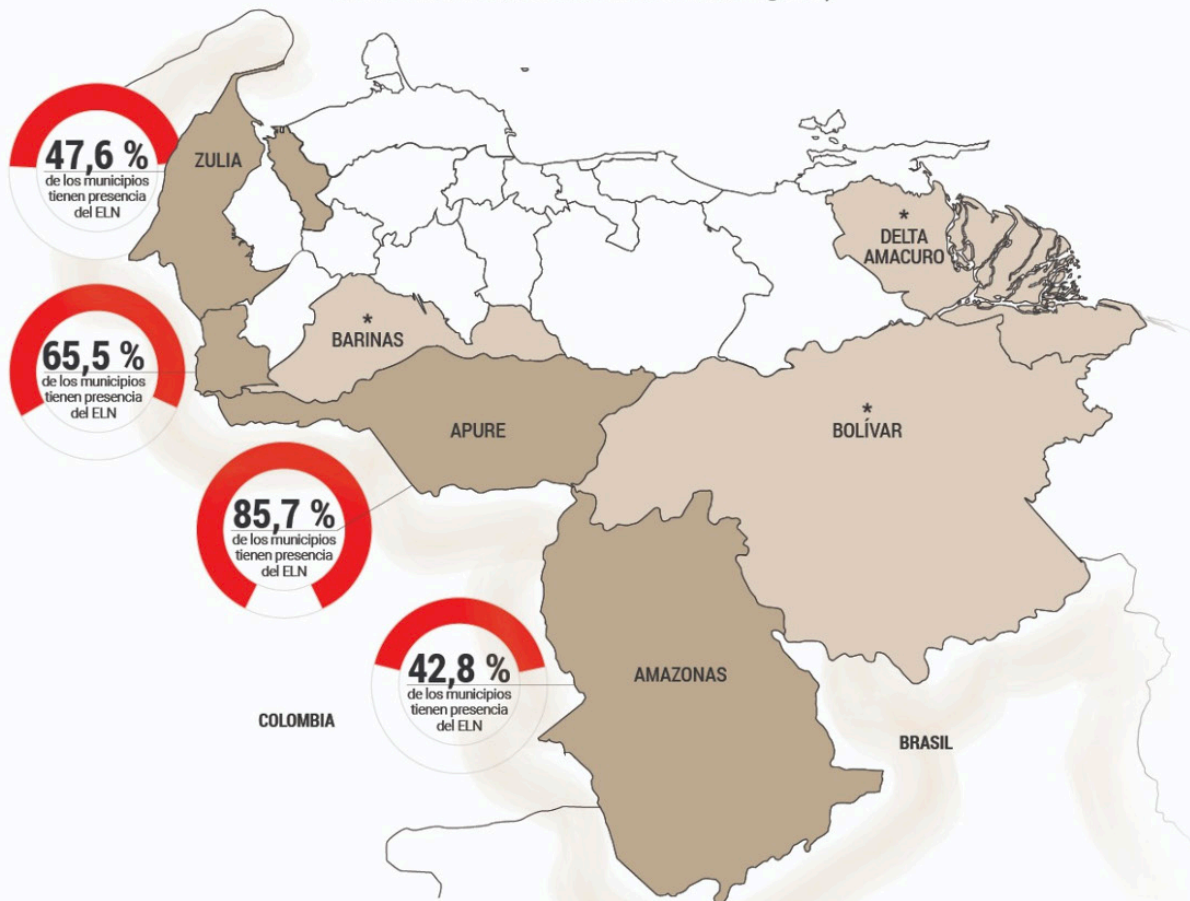 47,6 %
de los municipios
tienen presencia
del ELN
ZULIA
*
DELTA
AMACURO
65,5 %
de los municipios
tienen presencia
del ELN
*
BARINAS
APURE
*
BOLÍVAR
85,7 %
de los municipios
tienen presencia
del ELN
42,8 %
de los municipios
tienen presencia
del ELN
AMAZONAS
COLOMBIA
BRASIL